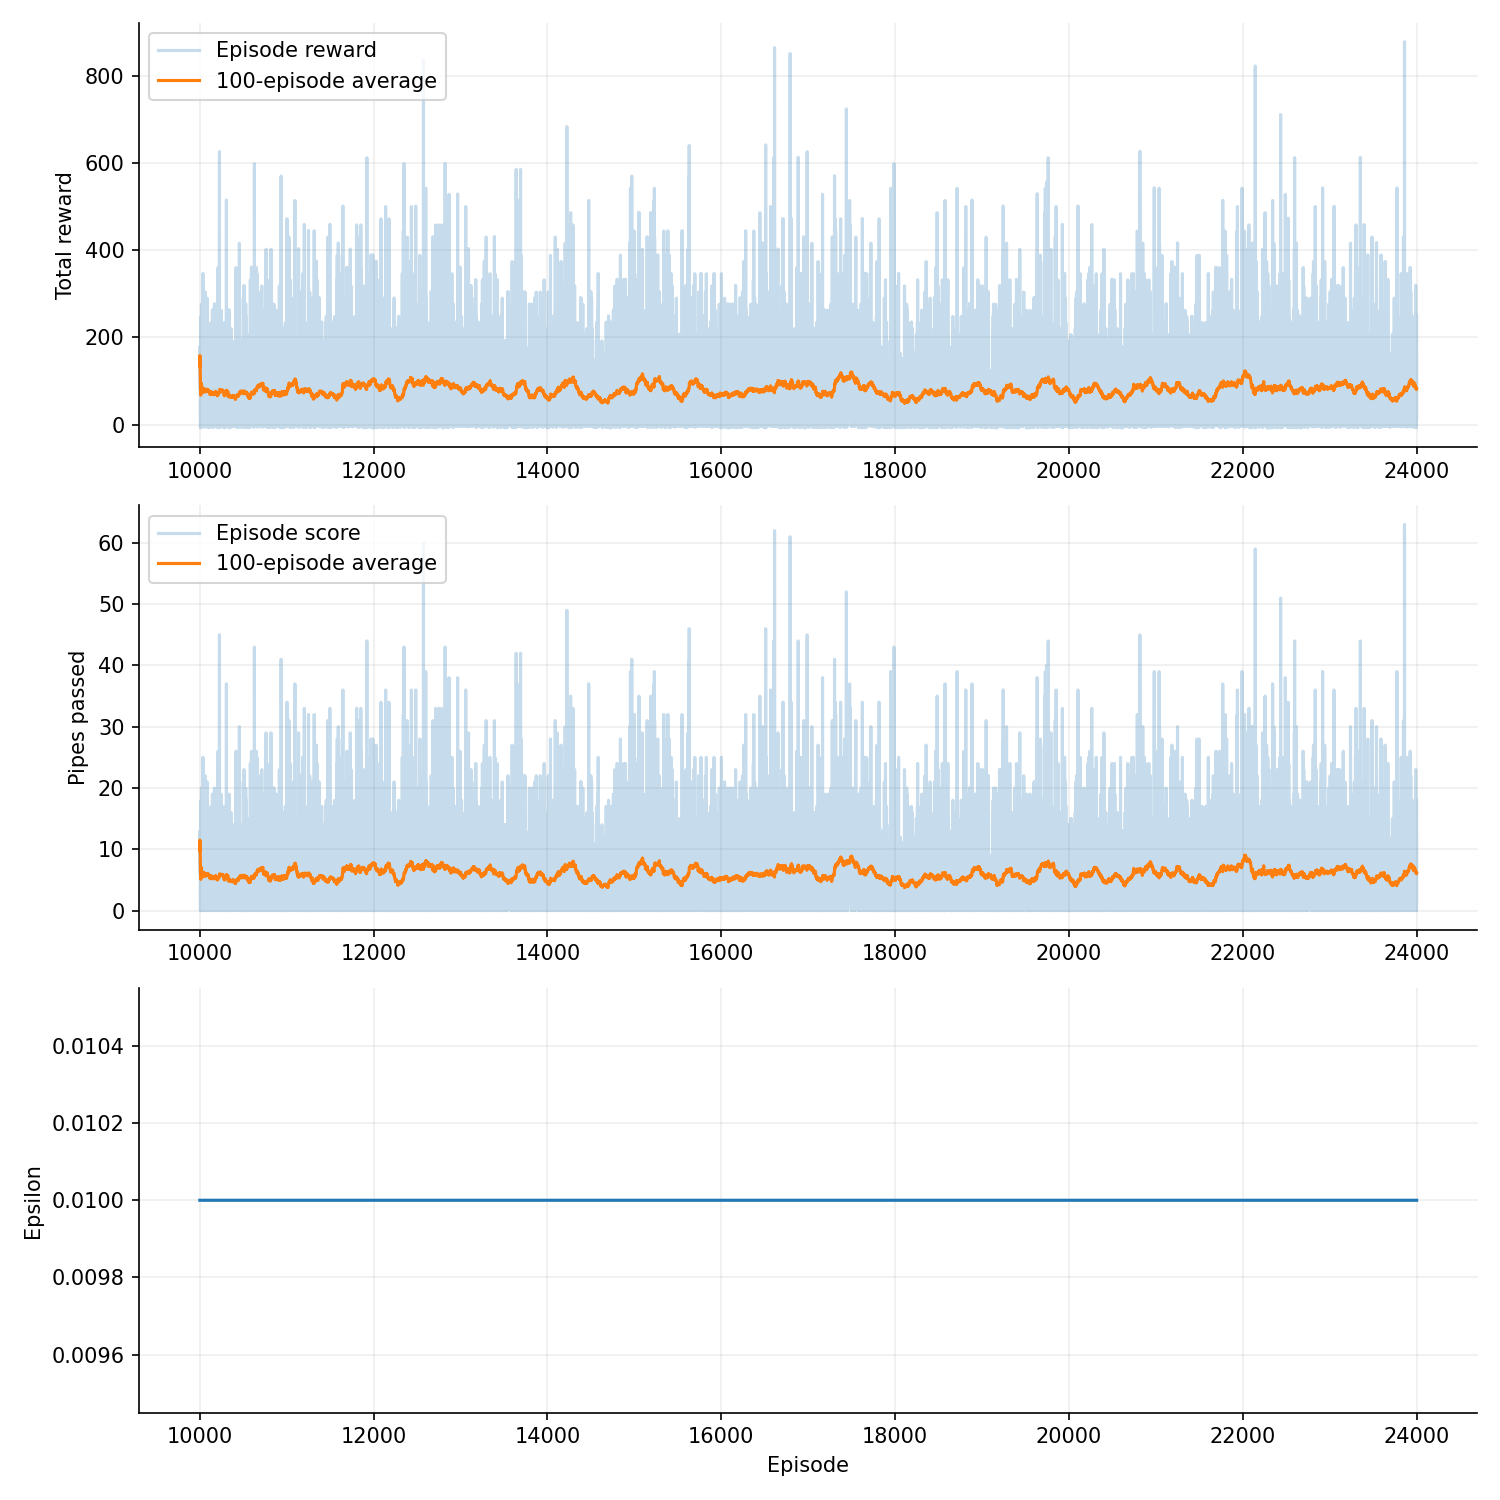 Episode reward
100-episode average
Total reward
800
600
400
200
0
10000 12000 14000 16000 18000 20000 22000 24000
Episode score
100-episode average
Pipes passed
60
50
40
30
20
10
0
10000 12000 14000 16000 18000 20000 22000 24000
Epsilon
0.0104
0.0102
0.0100
0.0098
0.0096
10000 12000 14000 16000 18000 20000 22000 24000
Episode